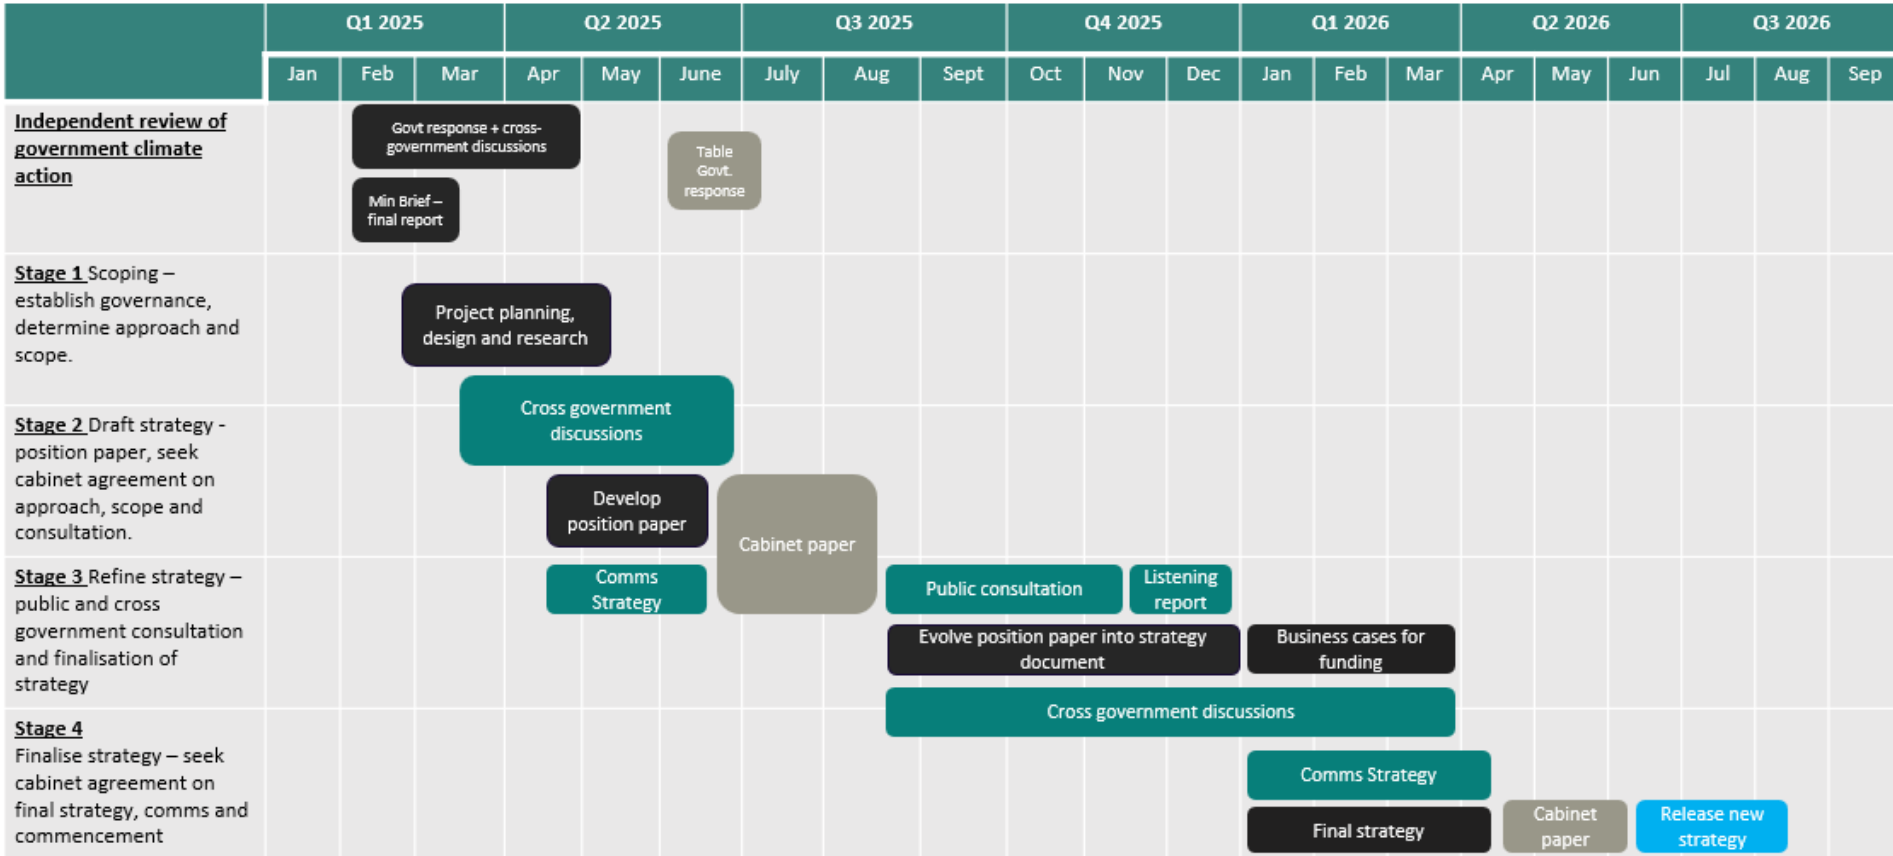 Q1 2025
Q2 2025
Q3 2025
Q4 2025
Q1 2026
Q2 2026
Q3 2026
Jan
Feb
Mar
Apr
May
June
July
Aug
Sept
Oct
Nov
Dec
Jan
Feb
Mar
Apr
May
Jun
Jul
Aug
Sep
Independent review of
government climate
action
Govt response + cross-
government discussions
Min Brief –
final report
Table
Govt.
response
Stage 1 Scoping –
establish governance,
determine approach and
scope.
Project planning,
design and research
Cross government
discussions
Stage 2 Draft strategy -
position paper, seek
cabinet agreement on
approach, scope and
consultation.
Develop
position paper
Cabinet paper
Stage 3 Refine strategy –
public and cross
government consultation
and finalisation of
strategy
Comms
Strategy
Public consultation
Listening
report
Evolve position paper into strategy
document
Business cases for
funding
Cross government discussions
Stage 4
Finalise strategy – seek
cabinet agreement on
final strategy, comms and
commencement
Comms Strategy
Final strategy
Cabinet
paper
Release new
strategy